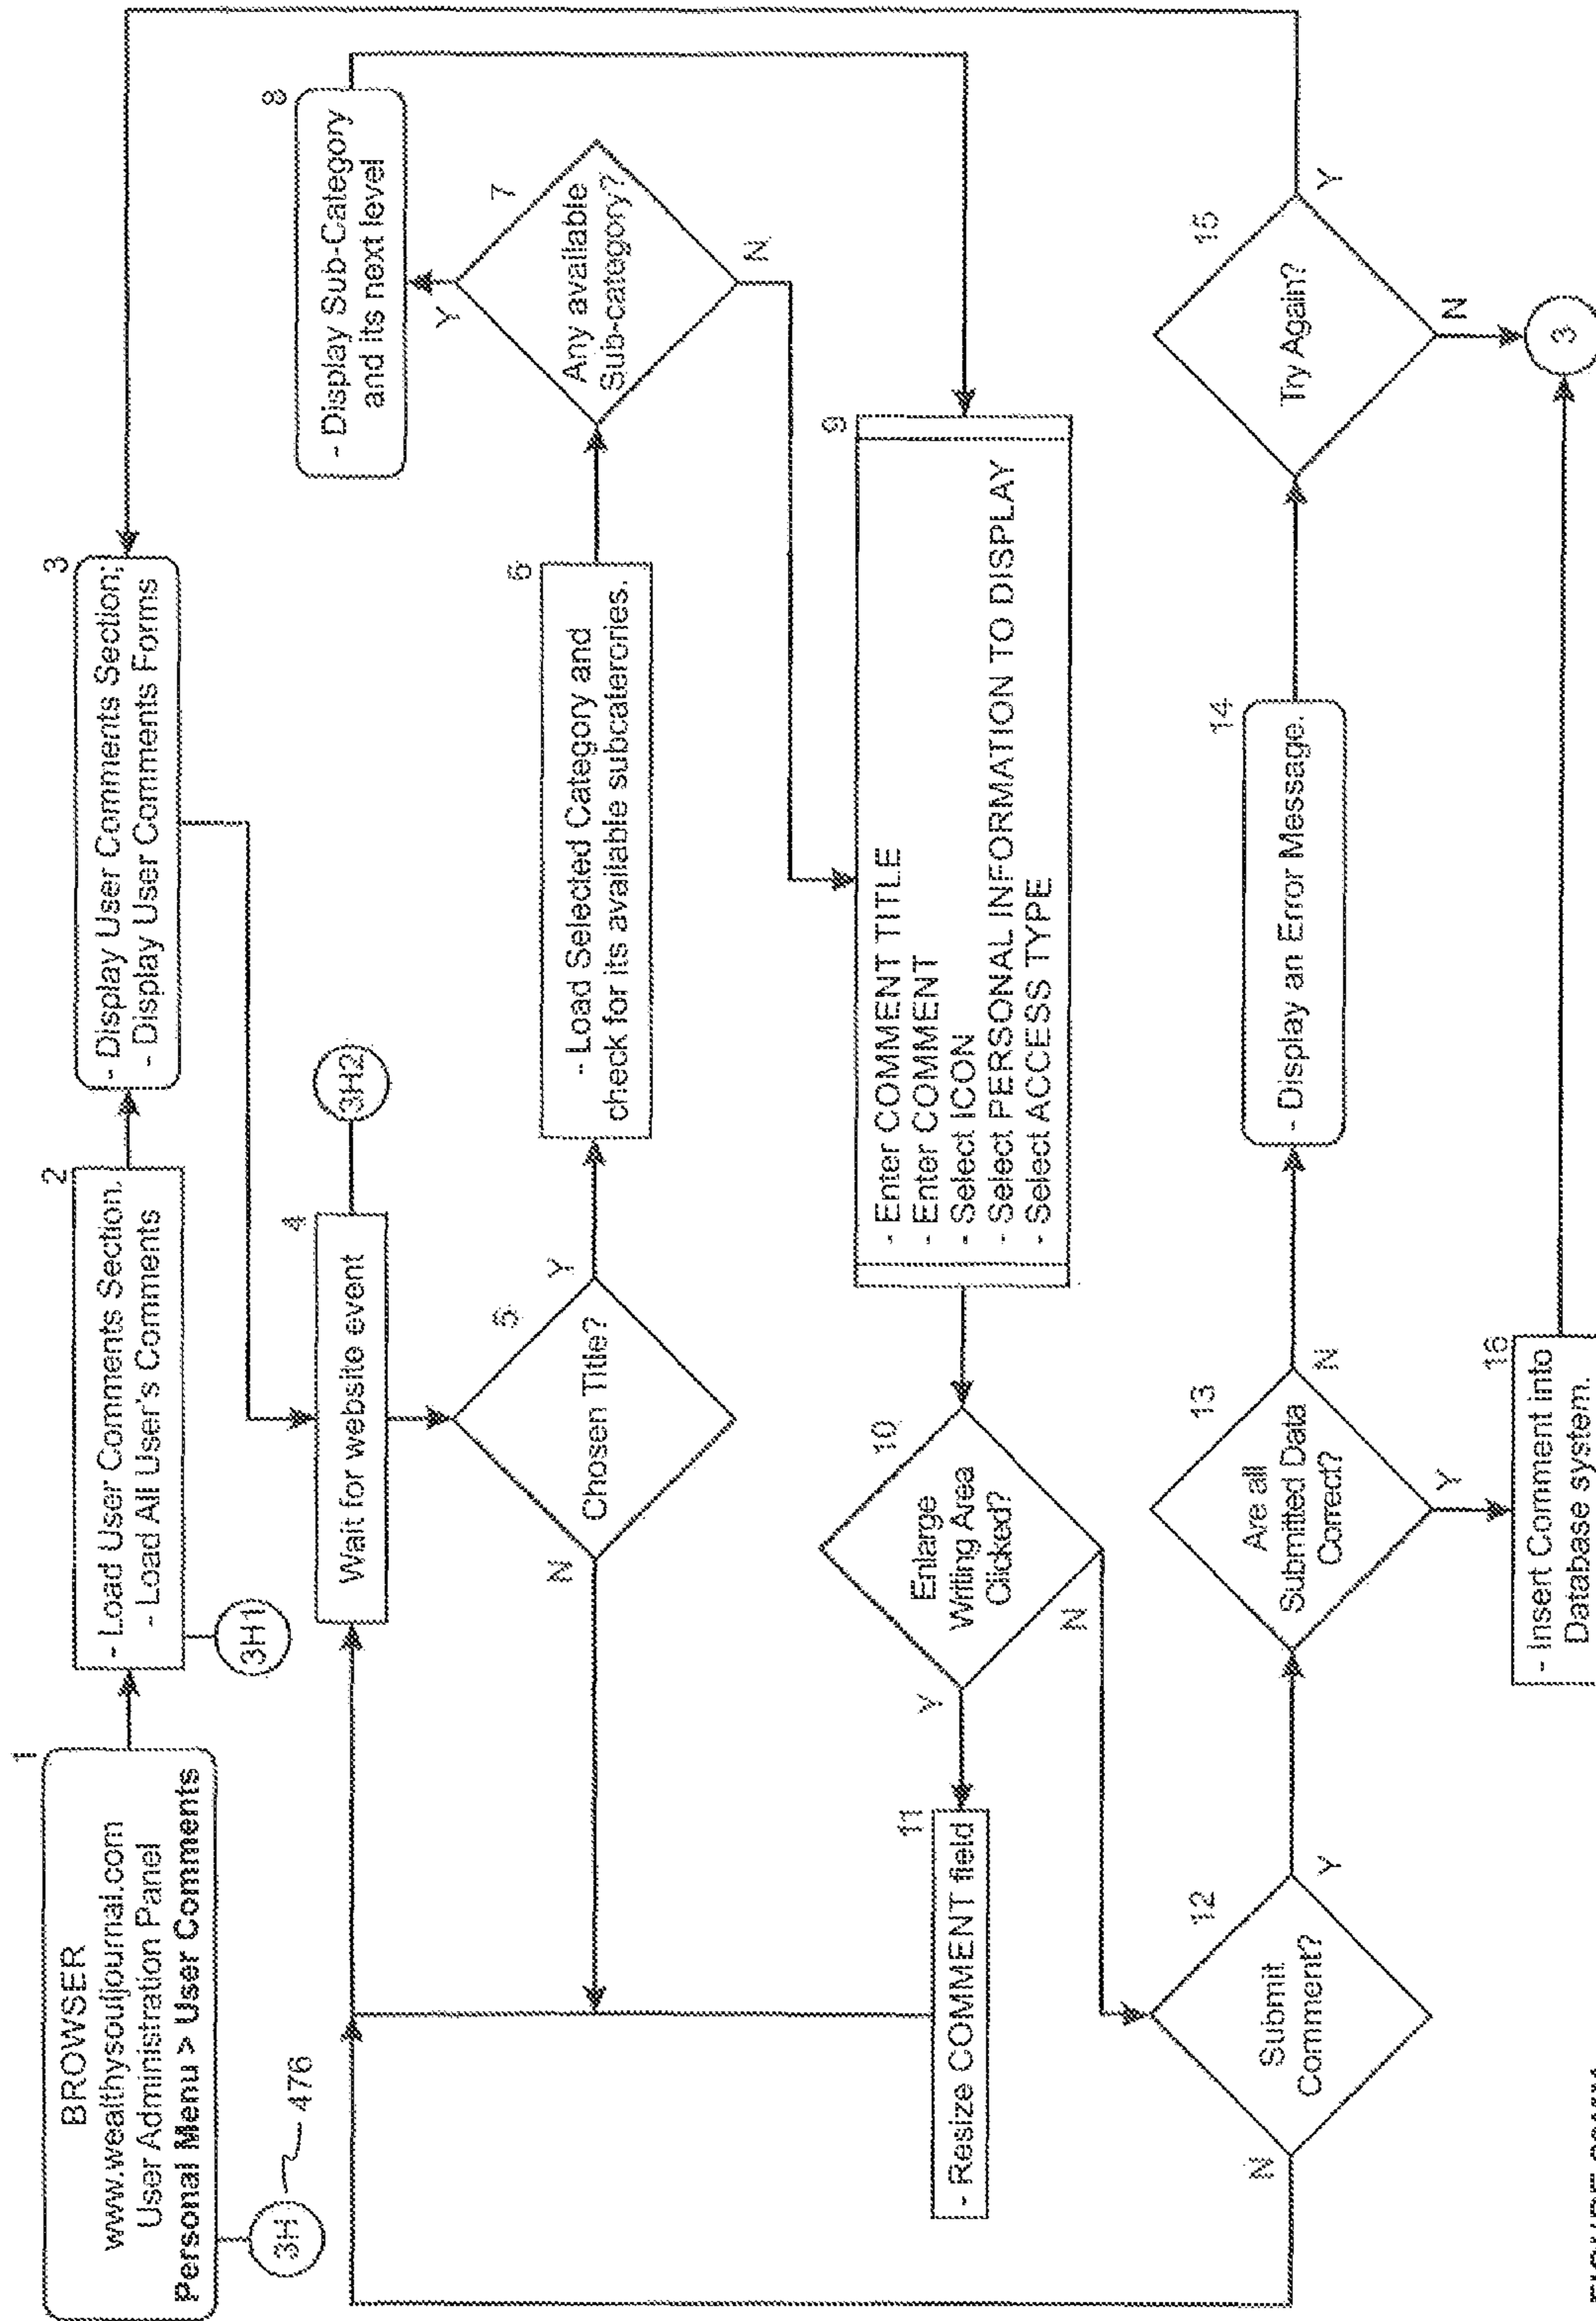 1
BROWSER
www.wealthysouljournal.com
User Administration Panel
Personal Menu > User Comments
3H
476
2
- Load User Comments Section.
- Load All User's Comments
3H1
3
- Display User Comments Section;
- Display User Comments Forms
4
Wait for website event
3H2
5
Chosen Title?
Y
N
6
- Load Selected Category and
check for its available subcaterories.
7
Any available
Sub-category?
Y
N
8
- Display Sub-Category
and its next level
9
- Enter COMMENT TITLE
- Enter COMMENT
- Select ICON
- Select PERSONAL INFORMATION TO DISPLAY
- Select ACCESS TYPE
10
Enlarge
Writing Area
Clicked?
Y
N
11
- Resize COMMENT field
12
Submit
Comment?
Y
N
13
Are all
Submitted Data
Correct?
N
Y
14
- Display an Error Message.
15
Try Again?
Y
N
3
16
- Insert Comment into
Database system.